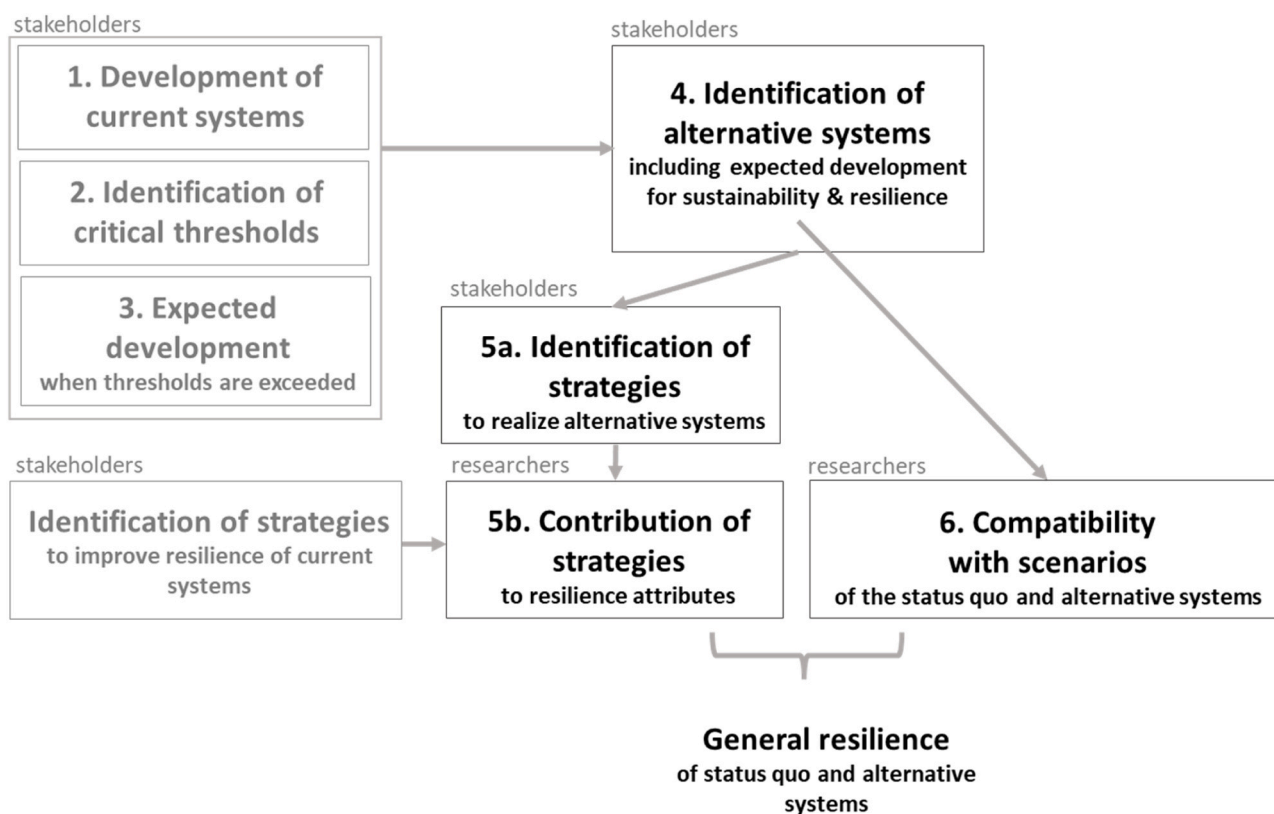 stakeholders
1. Development of
current systems
2. Identification of
critical thresholds
3. Expected
development
when thresholds are exceeded
stakeholders
4. Identification of
alternative systems
including expected development
for sustainability & resilience
stakeholders
5a. Identification of
strategies
to realize alternative systems
stakeholders
Identification of strategies
to improve resilience of current
systems
researchers
5b. Contribution of
strategies
to resilience attributes
researchers
6. Compatibility
with scenarios
of the status quo and alternative systems
General resilience
of status quo and alternative
systems